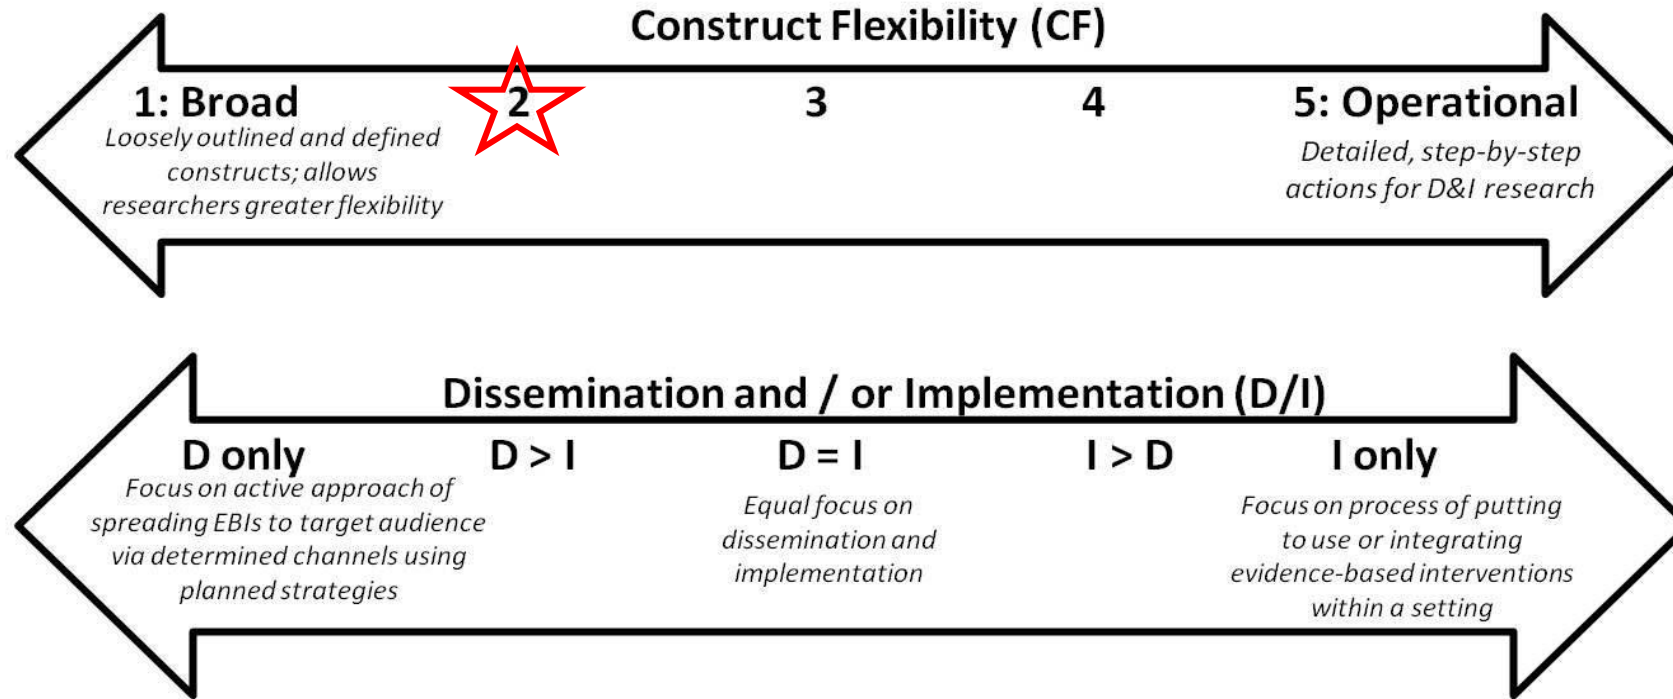 Construct Flexibility (CF)
1: Broad 2 3 4 5: Operational
Loosely outlined and defined
constructs; allows
researchers greater flexibility
Detailed, step-by-step
actions for D&I research
Dissemination and / or Implementation (D/I)
D only D > I D = I I > D I only
Focus on active approach of
spreading EBIs to target audience
via determined channels using
planned strategies
Equal focus on
dissemination and
implementation
Focus on process of putting
to use or integrating
evidence-based interventions
within a setting